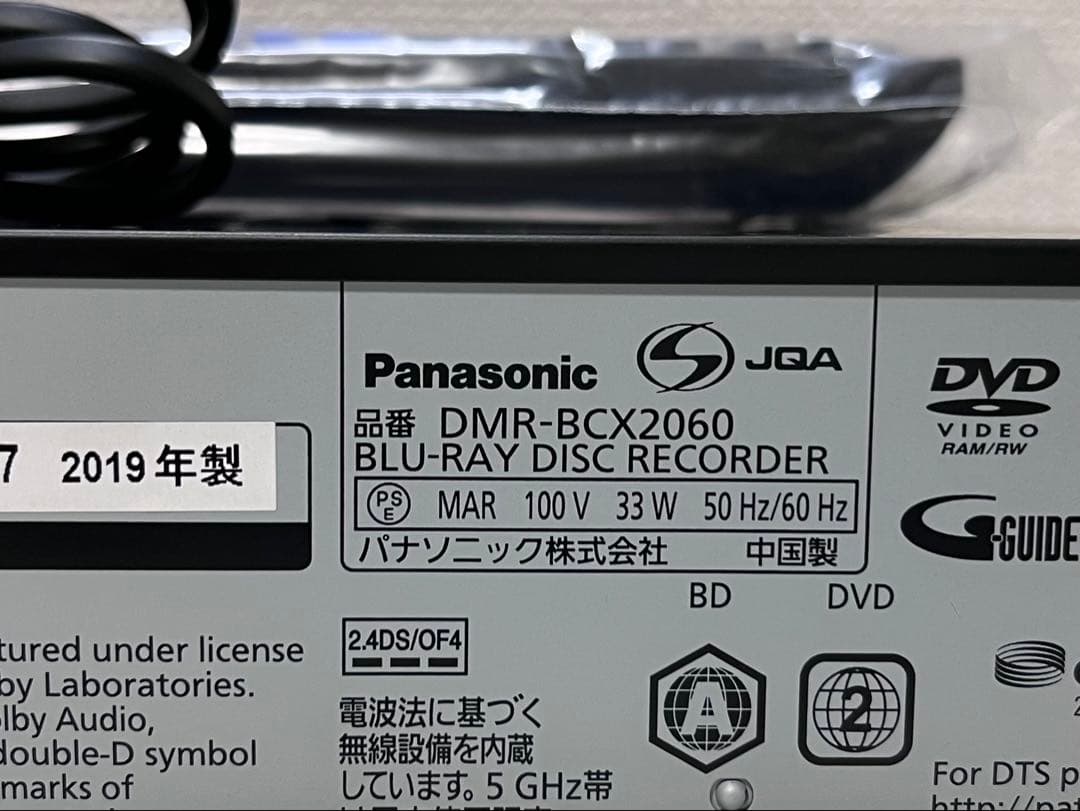 Panasonic
JQA
品番 DMR-BCX2060
BLU-RAY DISC RECORDER
PS
E
MAR 100 V 33 W 50 Hz/60 Hz
パナソニック株式会社 中国製
7 2019年製
DVD
VIDEO
RAM/RW
G-GUIDE
BD DVD
A 2
2.4DS/OF4
電波法に基づく
無線設備を内蔵
しています。5 GHz帯
tured under license
by Laboratories.
lby Audio,
double-D symbol
marks of
For DTS p